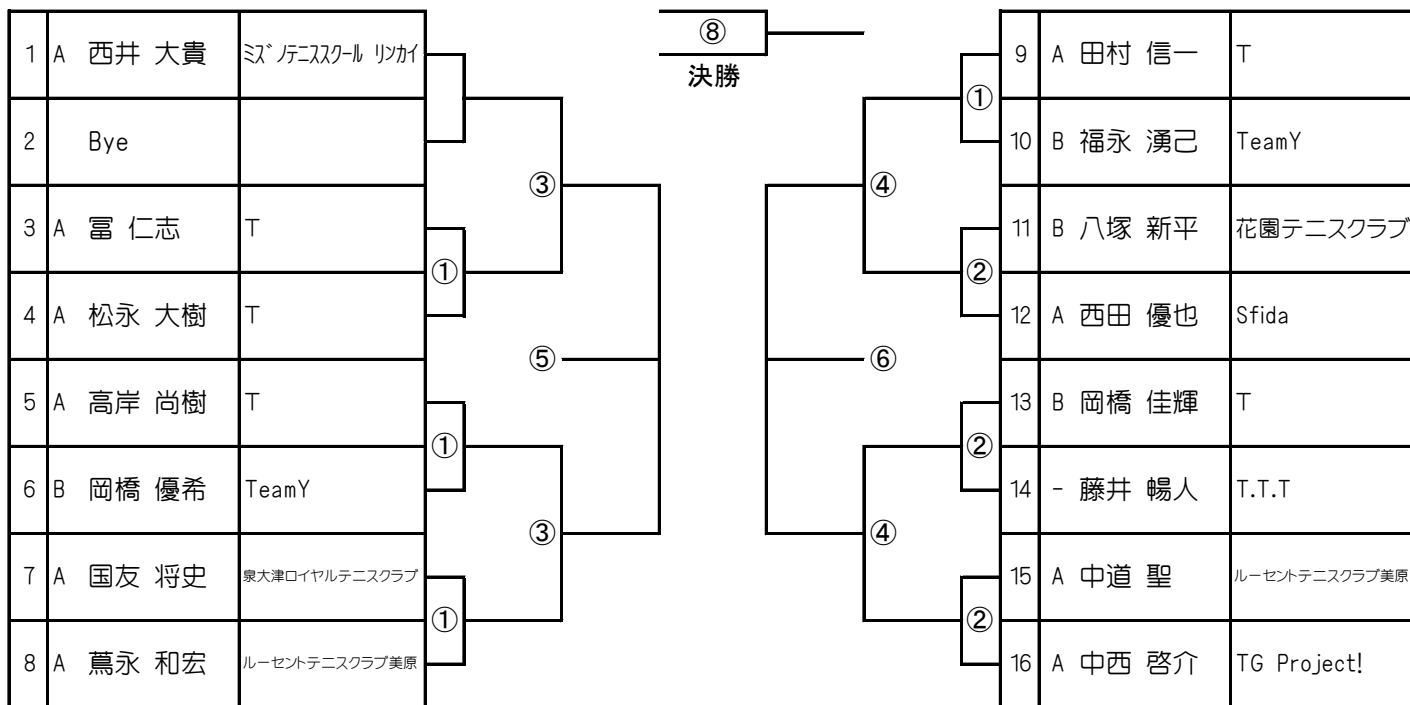 1 A 西井 大貴 ミズノテニススクール リンカイ
2 Bye
3 A 冨 仁志 T
4 A 松永 大樹 T
5 A 高岸 尚樹 T
6 B 岡橋 優希 TeamY
7 A 国友 将史 泉大津ロイヤルテニスクラブ
8 A 蔦永 和宏 ルーセントテニスクラブ美原
①
①
①
③
③
⑤
⑧
決勝
⑥
④
④
①
②
②
②
9 A 田村 信一 T
10 B 福永 湧己 TeamY
11 B 八塚 新平 花園テニスクラブ
12 A 西田 優也 Sfida
13 B 岡橋 佳輝 T
14 - 藤井 暢人 T.T.T
15 A 中道 聖 ルーセントテニスクラブ美原
16 A 中西 啓介 TG Project!